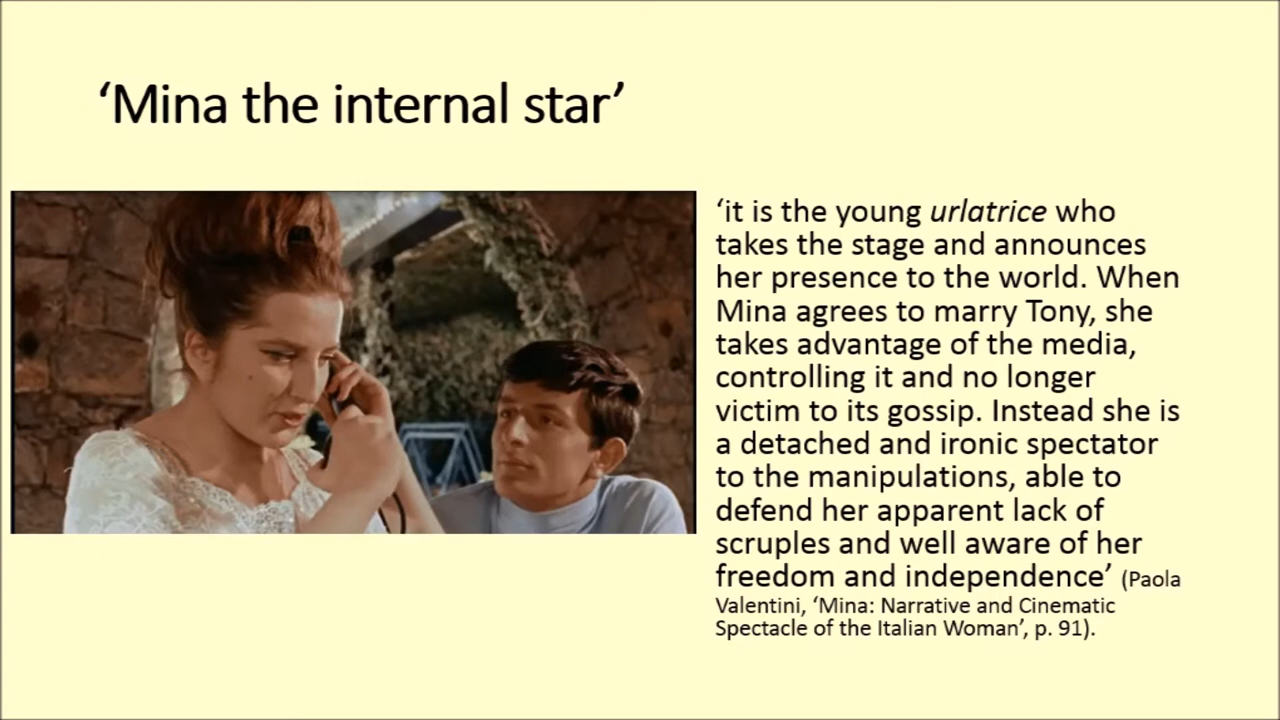 ‘Mina the internal star’
‘it is the young urlatrice who
takes the stage and announces
her presence to the world. When
Mina agrees to marry Tony, she
takes advantage of the media,
controlling it and no longer
victim to its gossip. Instead she is
a detached and ironic spectator
to the manipulations, able to
defend her apparent lack of
scruples and well aware of her
freedom and independence’ (Paola
Valentini, ‘Mina: Narrative and Cinematic
Spectacle of the Italian Woman’, p. 91).